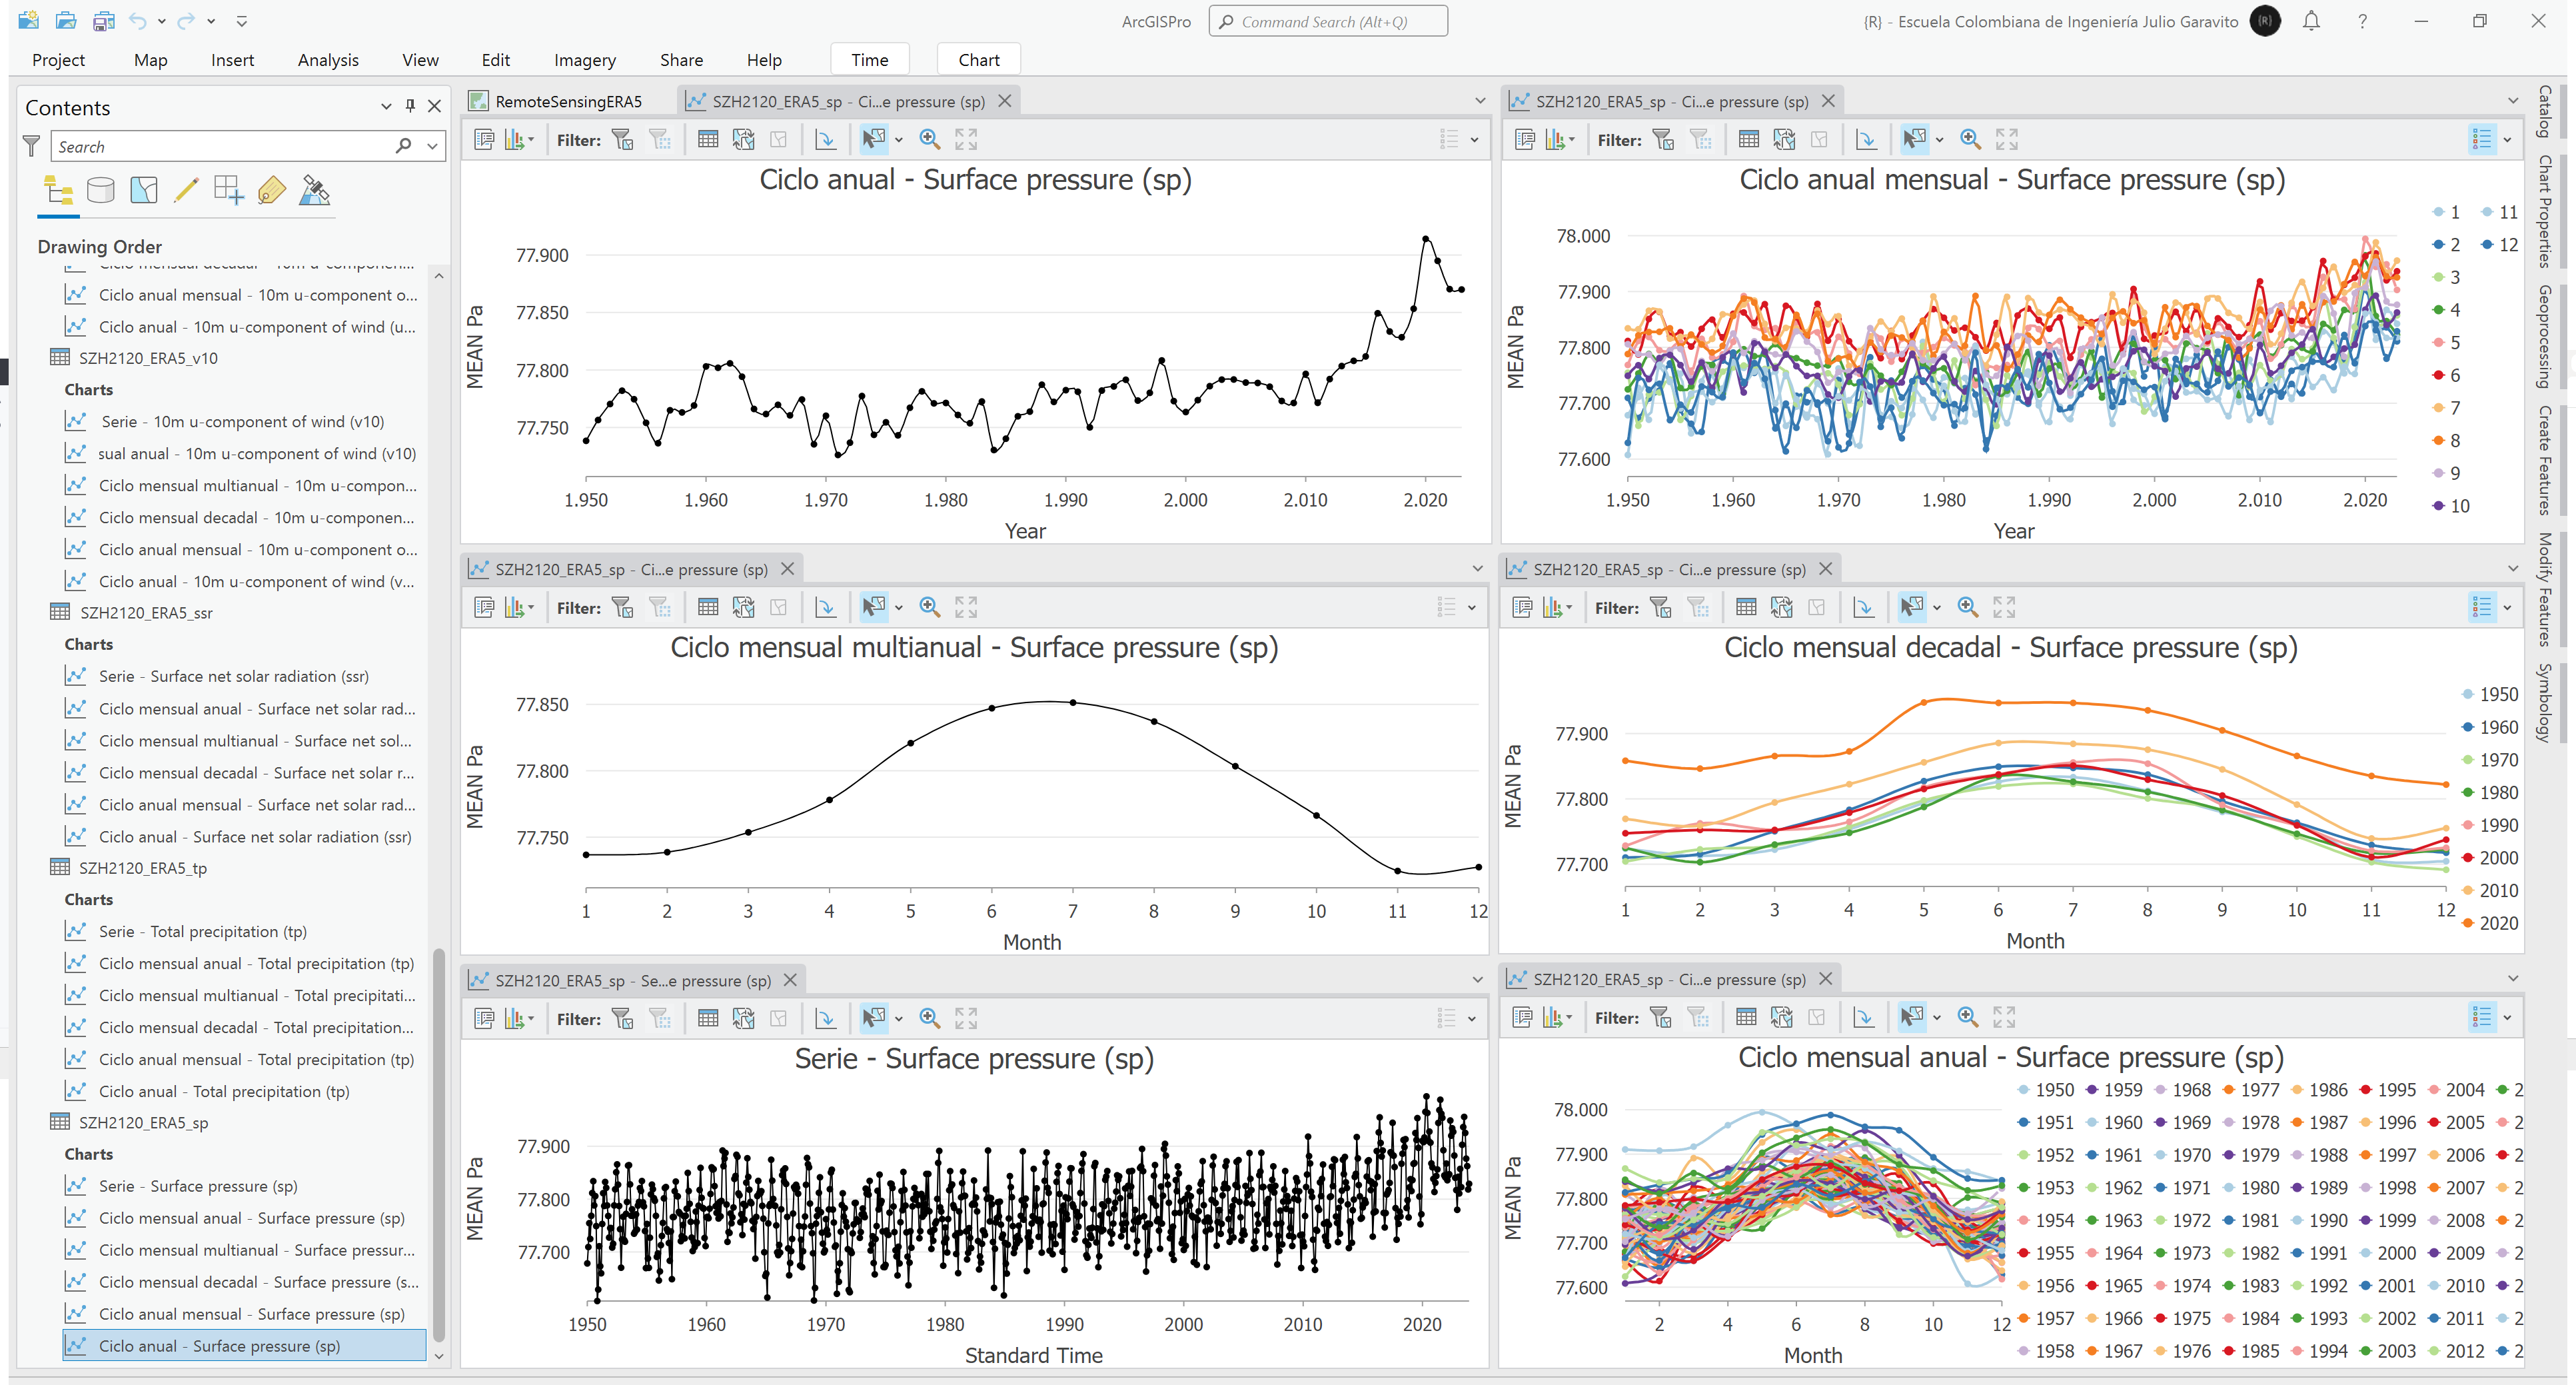 ArcGISPro
Command Search (Alt+Q)
{R} - Escuela Colombiana de Ingeniería Julio Garavito
{R}
Project Map Insert Analysis View Edit Imagery Share Help Time Chart
Contents
Search
Drawing Order
Ciclo mensual decadal - 10m u-componen...
Ciclo anual mensual - 10m u-component o...
Ciclo anual - 10m u-component of wind (u...
SZH2120_ERA5_v10
Charts
Serie - 10m u-component of wind (v10)
sual anual - 10m u-component of wind (v10)
Ciclo mensual multianual - 10m u-compon...
Ciclo mensual decadal - 10m u-componen...
Ciclo anual mensual - 10m u-component o...
Ciclo anual - 10m u-component of wind (v...
SZH2120_ERA5_ssr
Charts
Serie - Surface net solar radiation (ssr)
Ciclo mensual anual - Surface net solar rad...
Ciclo mensual multianual - Surface net sol...
Ciclo mensual decadal - Surface net solar r...
Ciclo anual mensual - Surface net solar rad...
Ciclo anual - Surface net solar radiation (ssr)
SZH2120_ERA5_tp
Charts
Serie - Total precipitation (tp)
Ciclo mensual anual - Total precipitation (tp)
Ciclo mensual multianual - Total precipitati...
Ciclo mensual decadal - Total precipitation...
Ciclo anual mensual - Total precipitation (tp)
Ciclo anual - Total precipitation (tp)
SZH2120_ERA5_sp
Charts
Serie - Surface pressure (sp)
Ciclo mensual anual - Surface pressure (sp)
Ciclo mensual multianual - Surface pressur...
Ciclo mensual decadal - Surface pressure (s...
Ciclo anual mensual - Surface pressure (sp)
Ciclo anual - Surface pressure (sp)
RemoteSensingERA5
SZH2120_ERA5_sp - Ci...e pressure (sp)
Filter:
Ciclo anual - Surface pressure (sp)
MEAN Pa
77.900
77.850
77.800
77.750
1.950 1.960 1.970 1.980 1.990 2.000 2.010 2.020
Year
SZH2120_ERA5_sp - Ci...e pressure (sp)
Filter:
Ciclo anual mensual - Surface pressure (sp)
MEAN Pa
78.000
77.900
77.800
77.700
77.600
1.950 1.960 1.970 1.980 1.990 2.000 2.010 2.020
Year
1 11
2 12
3
4
5
6
7
8
9
10
SZH2120_ERA5_sp - Ci...e pressure (sp)
Filter:
Ciclo mensual multianual - Surface pressure (sp)
MEAN Pa
77.850
77.800
77.750
1 2 3 4 5 6 7 8 9 10 11 12
Month
SZH2120_ERA5_sp - Ci...e pressure (sp)
Filter:
Ciclo mensual decadal - Surface pressure (sp)
MEAN Pa
77.900
77.800
77.700
1 2 3 4 5 6 7 8 9 10 11 12
Month
1950
1960
1970
1980
1990
2000
2010
2020
SZH2120_ERA5_sp - Se...e pressure (sp)
Filter:
Serie - Surface pressure (sp)
MEAN Pa
77.900
77.800
77.700
1950 1960 1970 1980 1990 2000 2010 2020
Standard Time
SZH2120_ERA5_sp - Ci...e pressure (sp)
Filter:
Ciclo mensual anual - Surface pressure (sp)
MEAN Pa
78.000
77.900
77.800
77.700
77.600
2 4 6 8 10 12
Month
1950 1959 1968 1977 1986 1995 2004 2
1951 1960 1969 1978 1987 1996 2005 2
1952 1961 1970 1979 1988 1997 2006 2
1953 1962 1971 1980 1989 1998 2007 2
1954 1963 1972 1981 1990 1999 2008 2
1955 1964 1973 1982 1991 2000 2009 2
1956 1965 1974 1983 1992 2001 2010 2
1957 1966 1975 1984 1993 2002 2011 2
1958 1967 1976 1985 1994 2003 2012 2
Catalog
Chart Properties
Geoprocessing
Create Features
Modify Features
Symbology